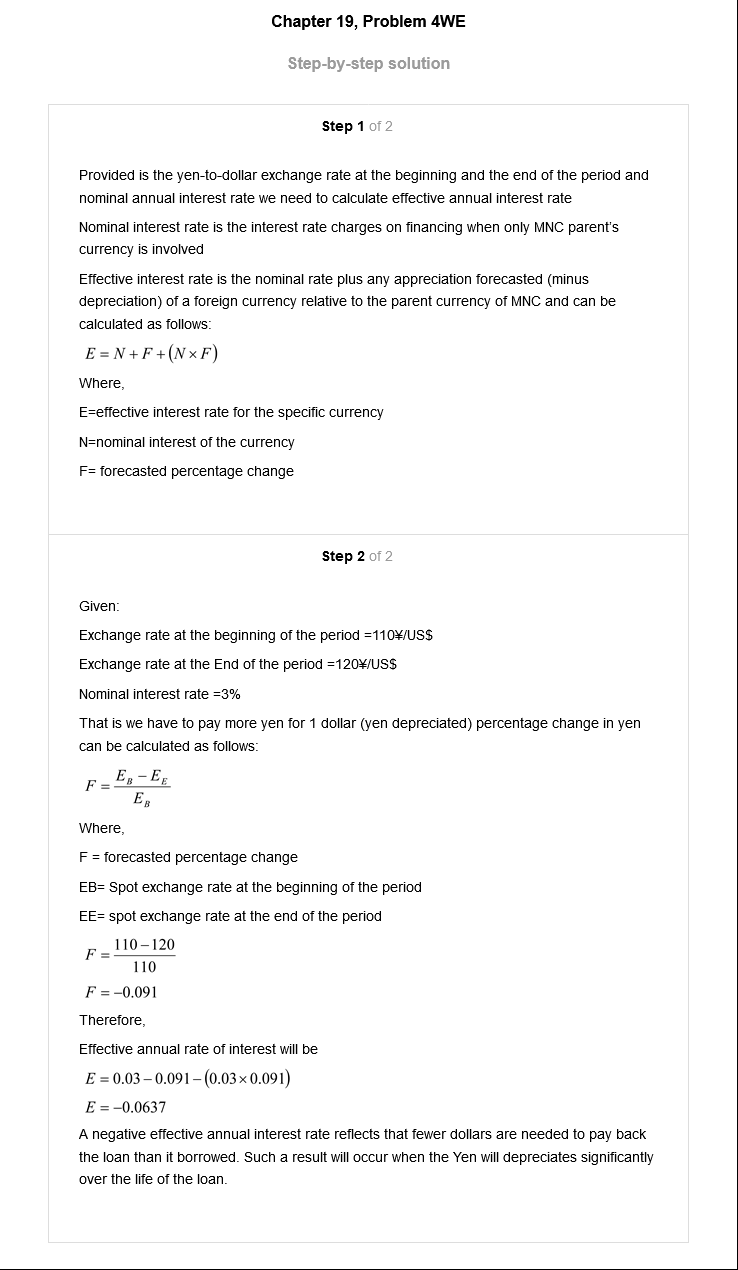 Chapter 19, Problem 4WE
Step-by-step solution
Step 1 of 2
Provided is the yen-to-dollar exchange rate at the beginning and the end of the period and
nominal annual interest rate we need to calculate effective annual interest rate
Nominal interest rate is the interest rate charges on financing when only MNC parent's
currency is involved
Effective interest rate is the nominal rate plus any appreciation forecasted (minus
depreciation) of a foreign currency relative to the parent currency of MNC and can be
calculated as follows:
E = N + F + (N × F)
Where,
E=effective interest rate for the specific currency
N=nominal interest of the currency
F= forecasted percentage change
Step 2 of 2
Given:
Exchange rate at the beginning of the period =110¥/US$
Exchange rate at the End of the period =120¥/US$
Nominal interest rate =3%
That is we have to pay more yen for 1 dollar (yen depreciated) percentage change in yen
can be calculated as follows:
F = (E_B – E_E) / E_B
Where,
F = forecasted percentage change
EB= Spot exchange rate at the beginning of the period
EE= spot exchange rate at the end of the period
F = (110 – 120) / 110
F = –0.091
Therefore,
Effective annual rate of interest will be
E = 0.03 – 0.091 – (0.03 × 0.091)
E = –0.0637
A negative effective annual interest rate reflects that fewer dollars are needed to pay back
the loan than it borrowed. Such a result will occur when the Yen will depreciates significantly
over the life of the loan.